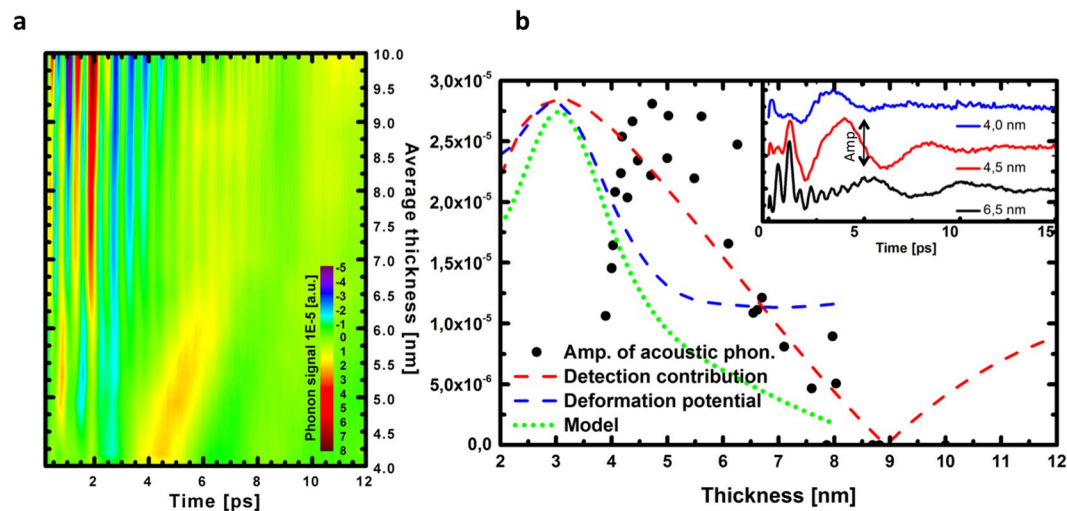 a
b
10.0
9.5
9.0
8.5
8.0
7.5
7.0
6.5
6.0
5.5
5.0
4.5
4.0
Average thickness [nm]
Phonon signal 1E-5 [a.u.]
-5
-4
-3
-2
-1
0
1
2
3
4
5
6
7
8
2 4 6 8 10 12
Time [ps]
3,0x10-5
2,5x10-5
2,0x10-5
1,5x10-5
1,0x10-5
5,0x10-6
0,0
Amp
4,0 nm
4,5 nm
6,5 nm
0 5 10 15
Time [ps]
Amp. of acoustic phon.
Detection contribution
Deformation potential
Model
2 3 4 5 6 7 8 9 10 11 12
Thickness [nm]